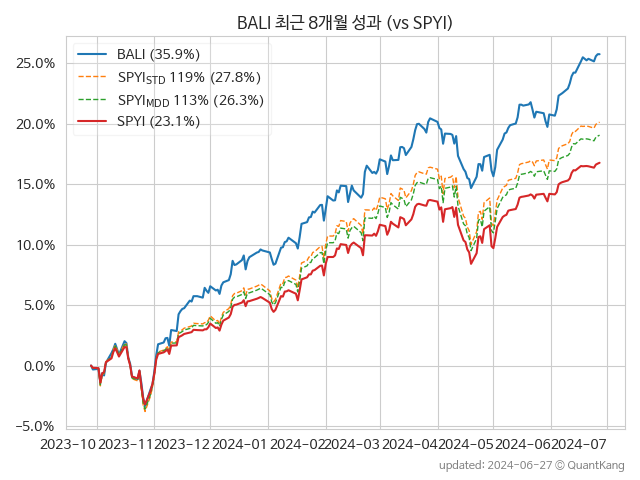 BALI 최근 8개월 성과 (vs SPYI)
BALI (35.9%)
SPYI_STD 119% (27.8%)
SPYI_MDD 113% (26.3%)
SPYI (23.1%)
25.0%
20.0%
15.0%
10.0%
5.0%
0.0%
−5.0%
2023-10 2023-11 2023-12 2024-01 2024-02 2024-03 2024-04 2024-05 2024-06 2024-07
updated: 2024-06-27 ⓒ QuantKang